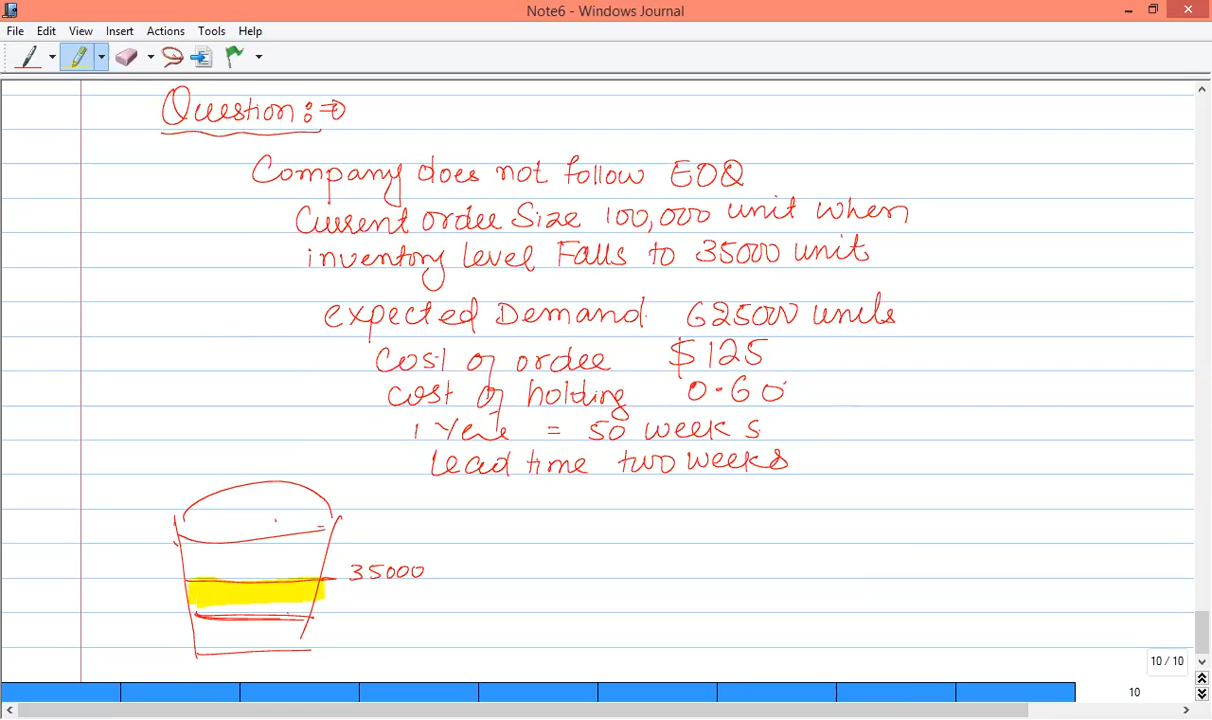 Note6 - Windows Journal
File Edit View Insert Actions Tools Help
Question :⇒
Company does not follow EOQ
Current order Size 100,000 unit when
inventory level Falls to 35000 unit
expected Demand. 625000 units
Cost of order $125
cost of holding 0.60
1 Year = 50 weeks
Lead time two weeks
35000
10 / 10
10